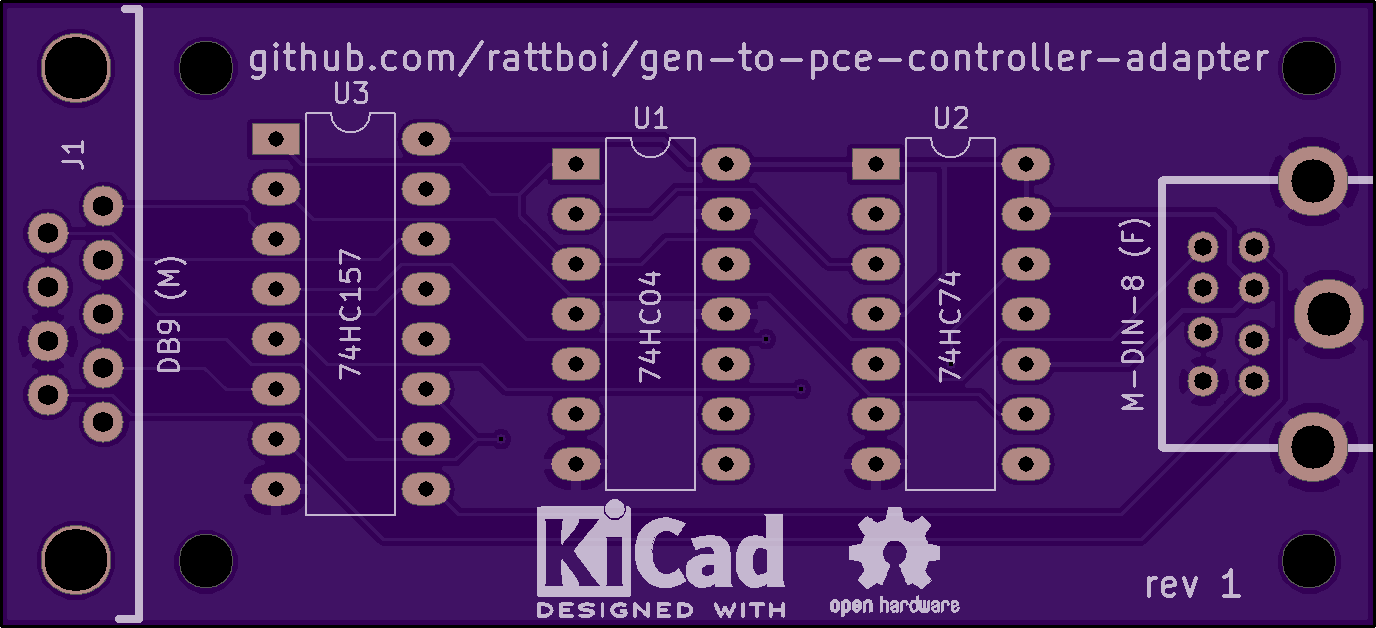 github.com/rattboi/gen-to-pce-controller-adapter
U3
U1
U2
J1
DB9 (M)
74HC157
74HC04
74HC74
M-DIN-8 (F)
KiCad
DESIGNED WITH
open hardware
rev 1